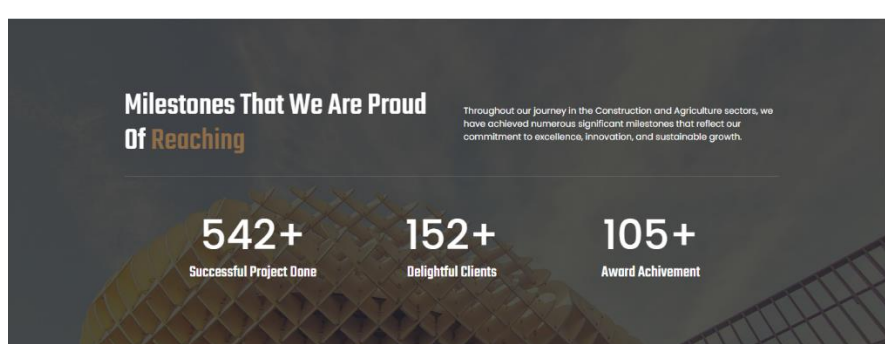 Milestones That We Are Proud
Of Reaching
Throughout our journey in the Construction and Agriculture sectors, we
have achieved numerous significant milestones that reflect our
commitment to excellence, innovation, and sustainable growth.
542+
152+
105+
Successful Project Done
Delightful Clients
Award Achivement